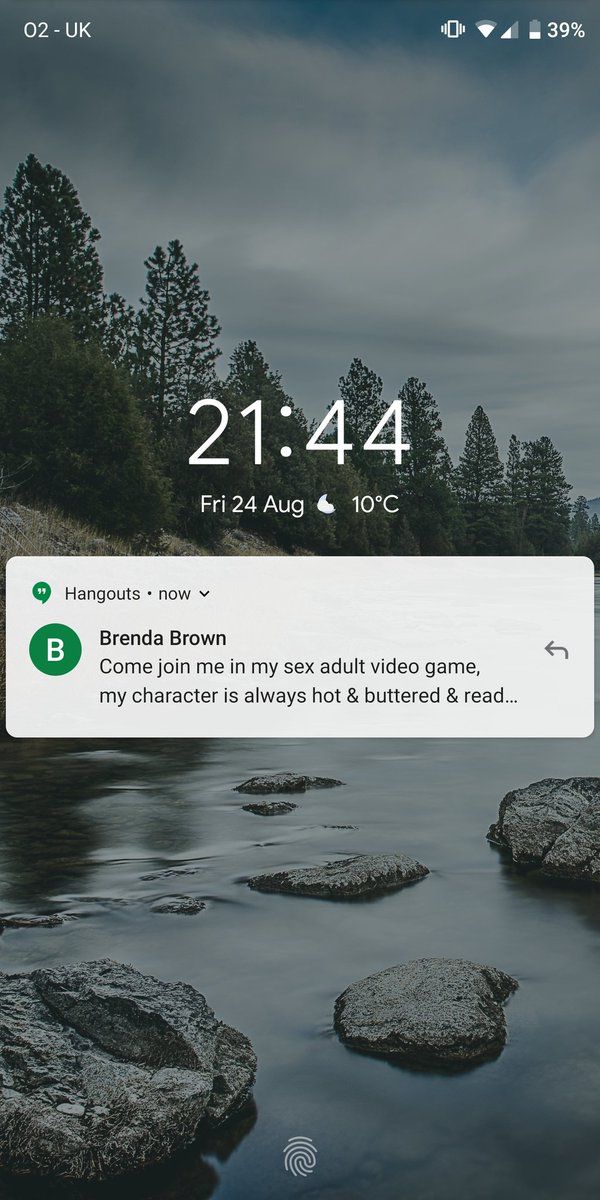 O2 - UK 39%
21:44
Fri 24 Aug 10°C
Hangouts • now
B
Brenda Brown
Come join me in my sex adult video game,
my character is always hot & buttered & read…